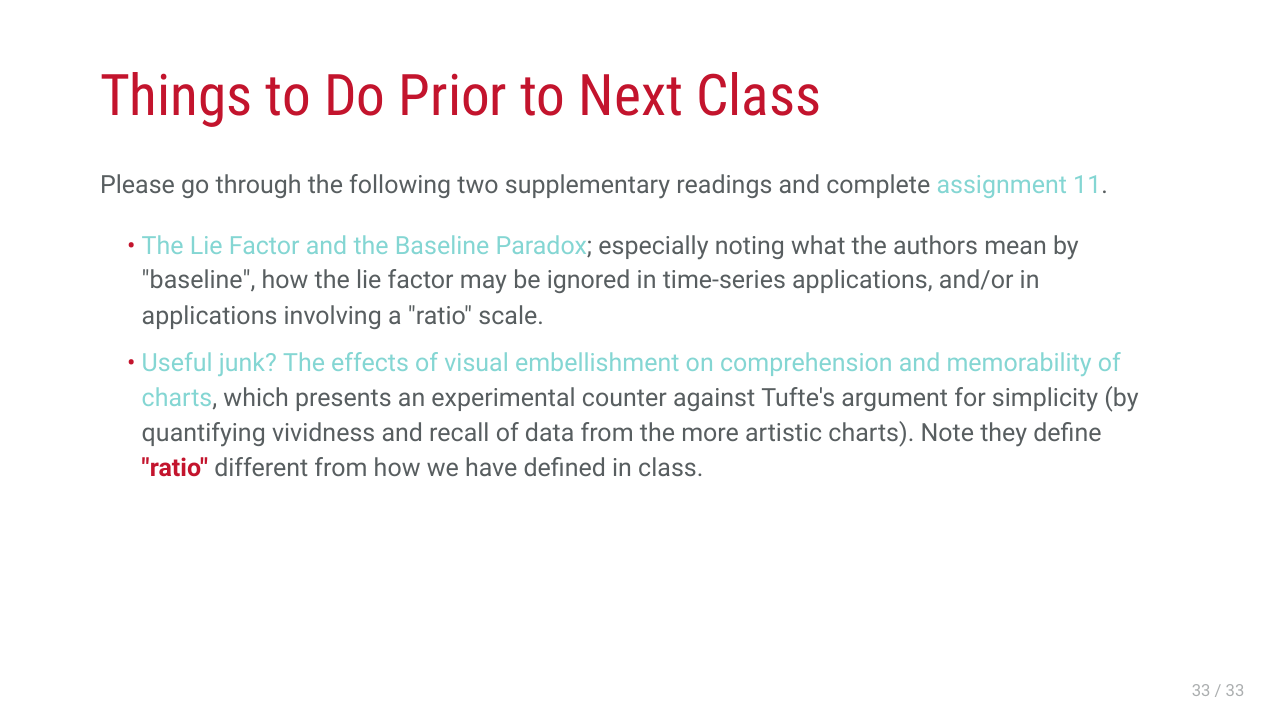 Things to Do Prior to Next Class
Please go through the following two supplementary readings and complete assignment 11.
• The Lie Factor and the Baseline Paradox; especially noting what the authors mean by
"baseline", how the lie factor may be ignored in time-series applications, and/or in
applications involving a "ratio" scale.
• Useful junk? The effects of visual embellishment on comprehension and memorability of
charts, which presents an experimental counter against Tufte's argument for simplicity (by
quantifying vividness and recall of data from the more artistic charts). Note they define
"ratio" different from how we have defined in class.
33 / 33